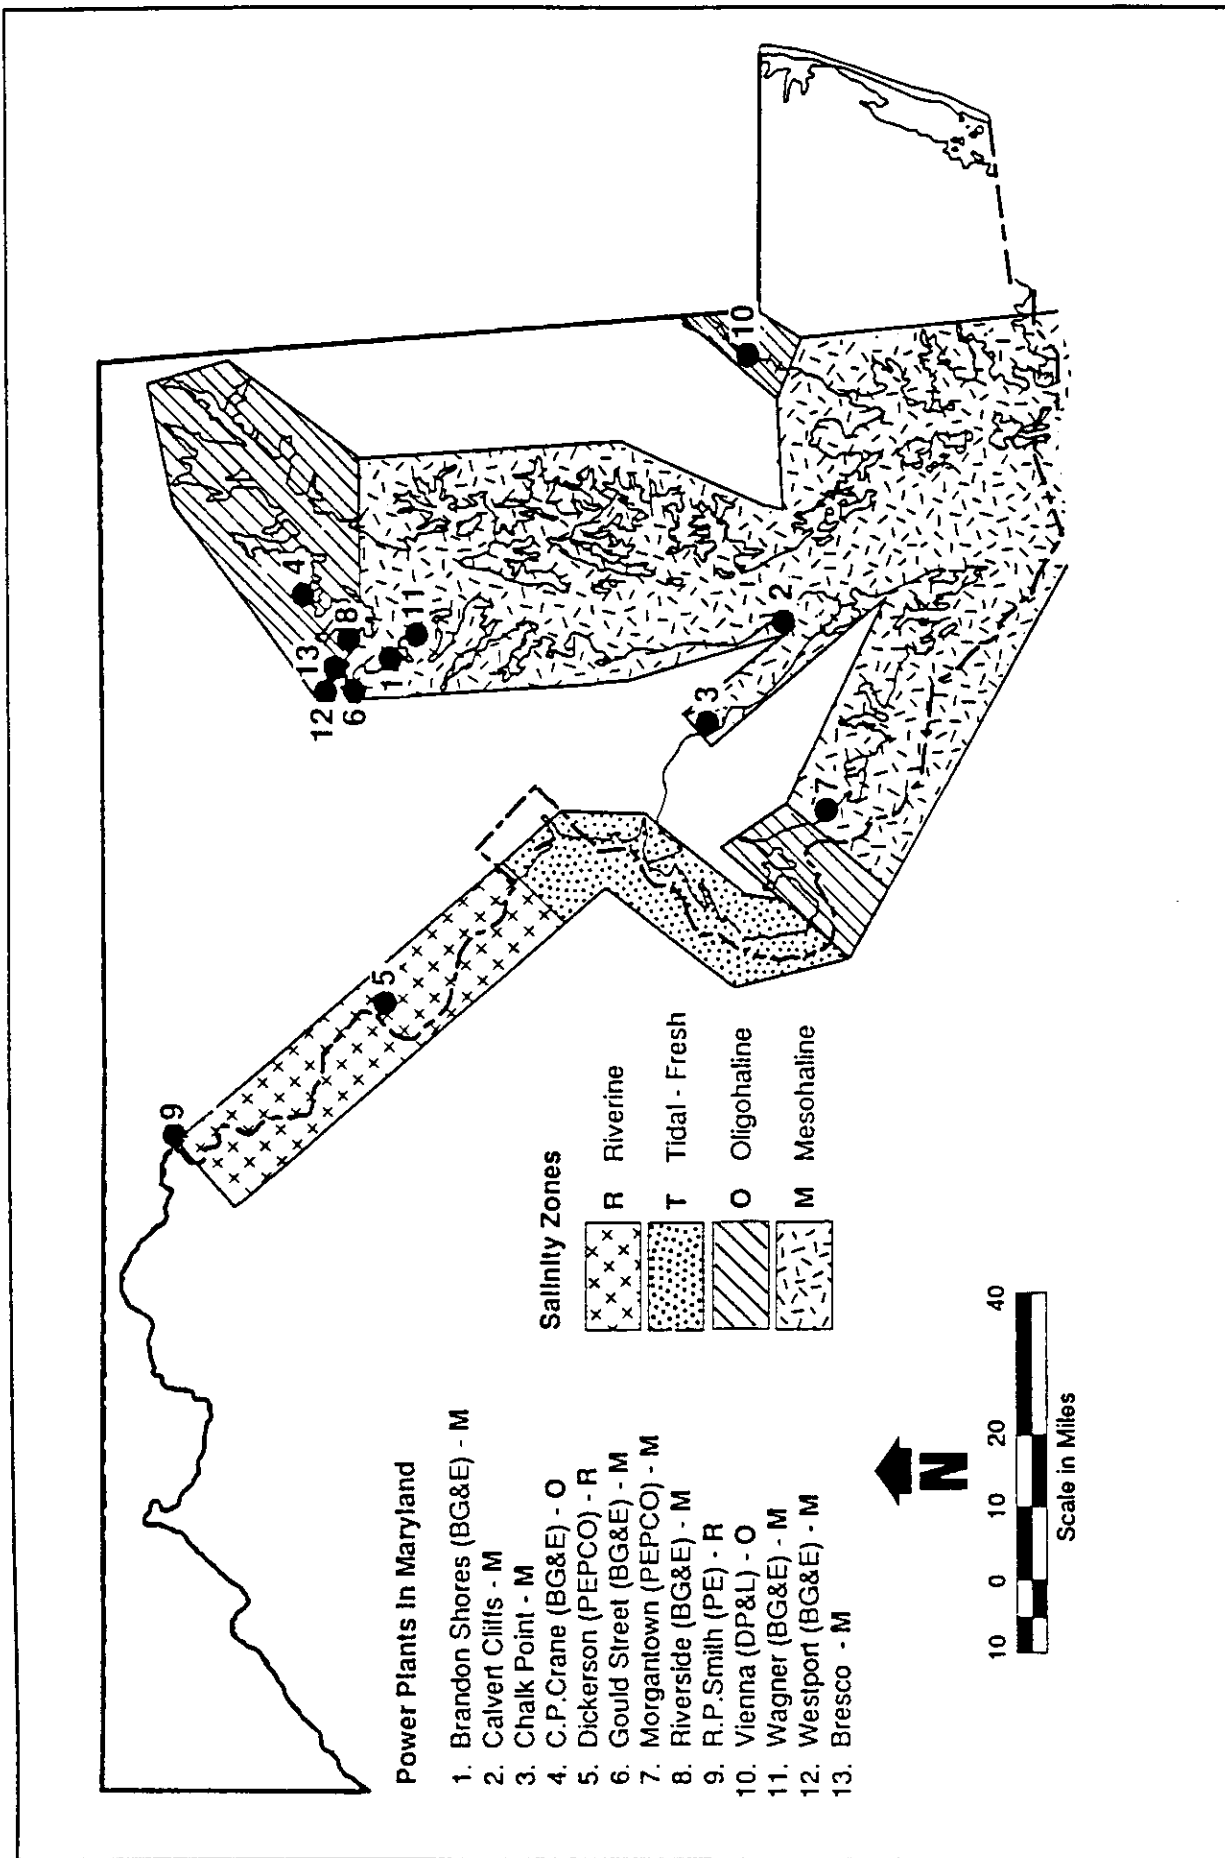 12
13
8
4
6
1
11
10
9
5
3
2
7
Power Plants In Maryland
1. Brandon Shores (BG&E) - M
2. Calvert Cliffs - M
3. Chalk Point - M
4. C.P.Crane (BG&E) - O
5. Dickerson (PEPCO) - R
6. Gould Street (BG&E) - M
7. Morgantown (PEPCO) - M
8. Riverside (BG&E) - M
9. R.P.Smith (PE) - R
10. Vienna (DP&L) - O
11. Wagner (BG&E) - M
12. Westport (BG&E) - M
13. Bresco - M
Salinity Zones
R Riverine
T Tidal - Fresh
O Oligohaline
M Mesohaline
N
10 0 10 20 40
Scale in Miles